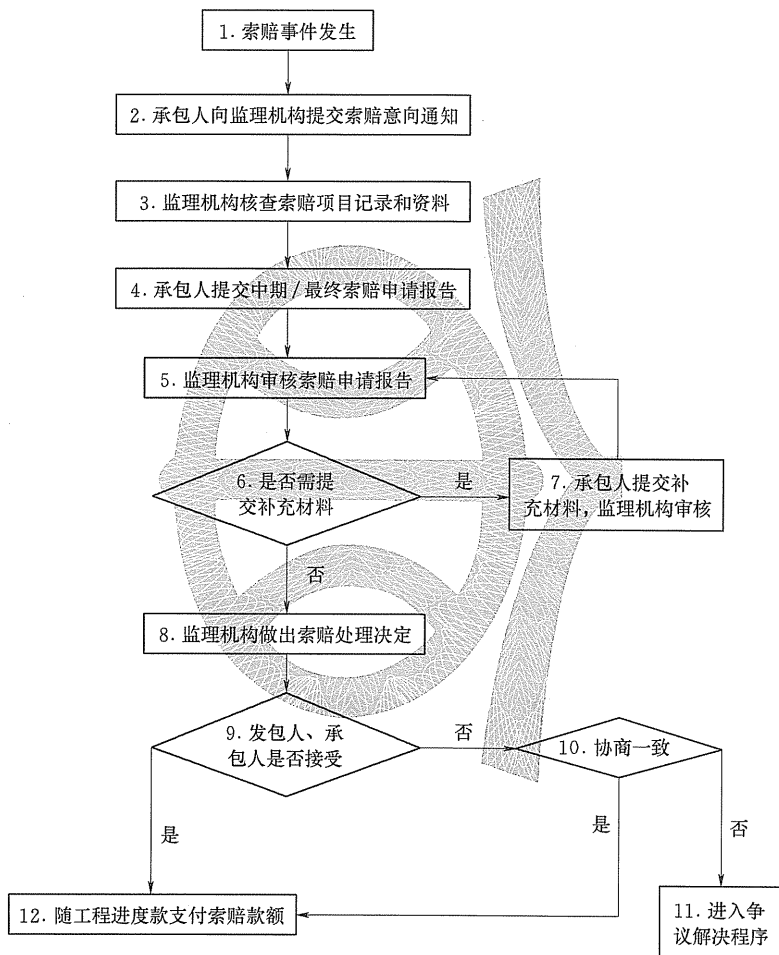 1. 索赔事件发生
2. 承包人向监理机构提交索赔意向通知
3. 监理机构核查索赔项目记录和资料
4. 承包人提交中期/最终索赔申请报告
5. 监理机构审核索赔申请报告
6. 是否需提
交补充材料
是
7. 承包人提交补
充材料,监理机构审核
否
8. 监理机构做出索赔处理决定
9. 发包人、承
包人是否接受
否
10. 协商一致
是
是
否
12. 随工程进度款支付索赔款额
11. 进入争
议解决程序